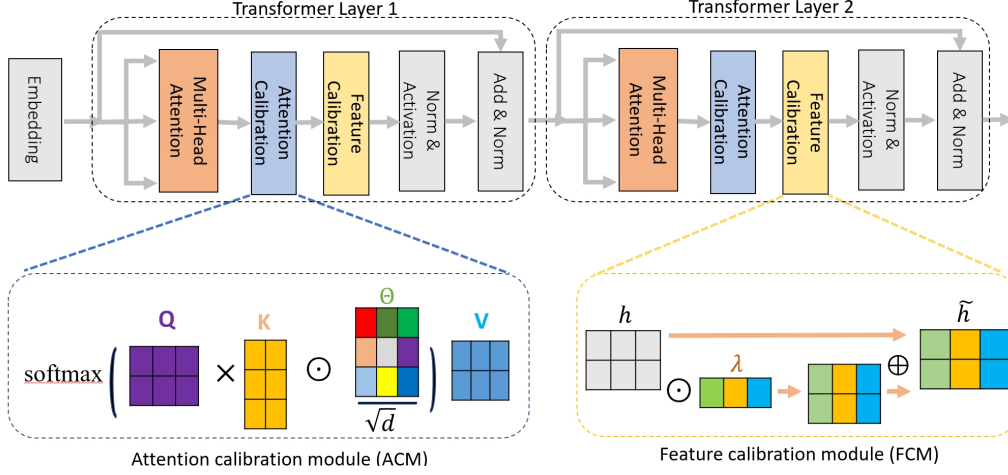 Transformer Layer 1
Transformer Layer 2
Embedding
Multi-Head
Attention
Attention
Calibration
Feature
Calibration
Norm &
Activation
Add & Norm
Multi-Head
Attention
Attention
Calibration
Feature
Calibration
Norm &
Activation
Add & Norm
Θ
Q
K
V
softmax
(
×
⊙
)
√d
h
h̃
λ
⊙
⊕
Attention calibration module (ACM)
Feature calibration module (FCM)